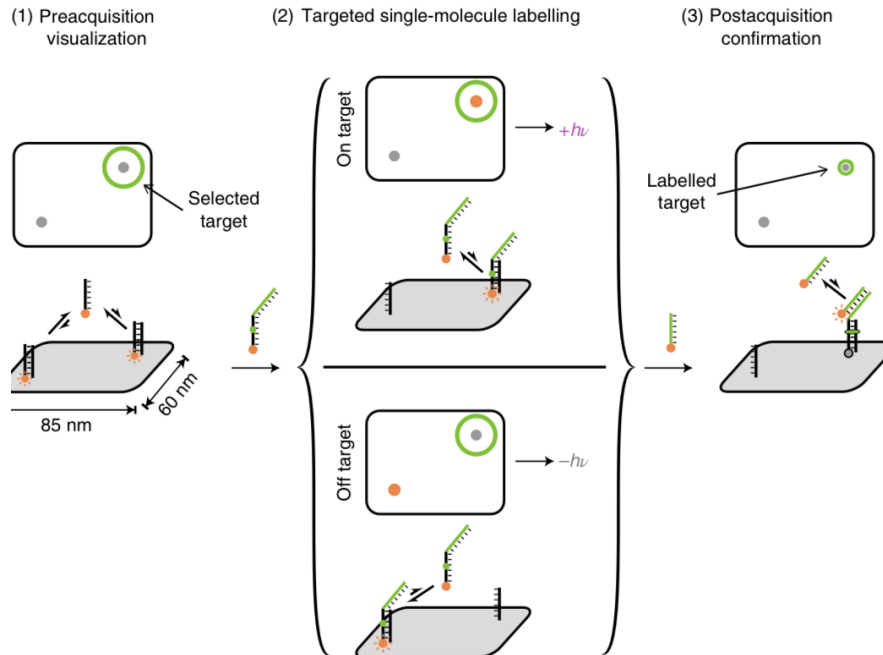 (1) Preacquisition
visualization
(2) Targeted single-molecule labelling
(3) Postacquisition
confirmation
Selected
target
85 nm
60 nm
On target
+hν
Off target
−hν
Labelled
target